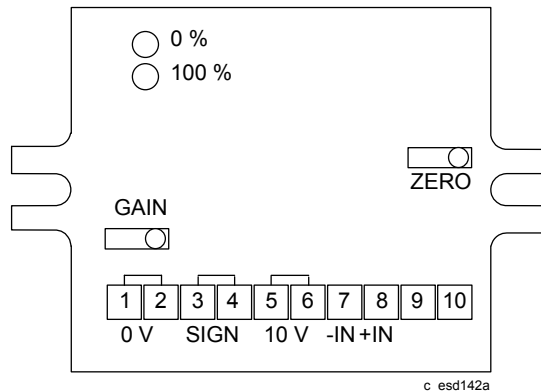 0 %
100 %
ZERO
GAIN
1 2 3 4 5 6 7 8 9 10
0 V SIGN 10 V -IN +IN
c_esd142a